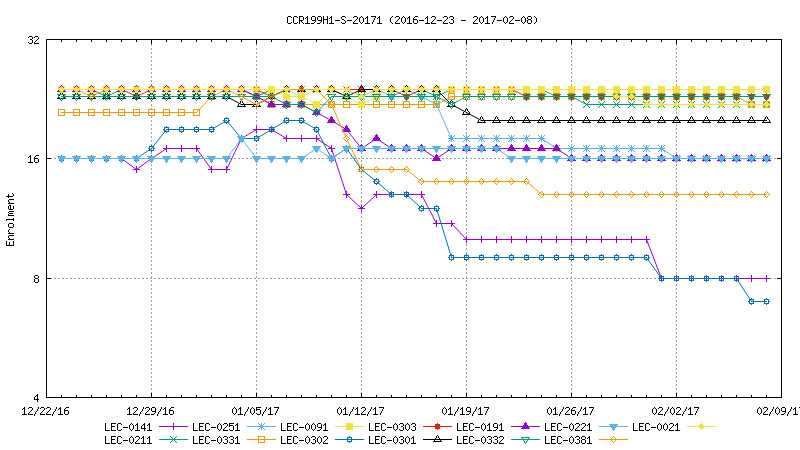 CCR199H1-S-20171 (2016-12-23 - 2017-02-08)
32
16
8
4
Enrolment
12/22/16 12/29/16 01/05/17 01/12/17 01/19/17 01/26/17 02/02/17 02/09/17
LEC-0141 LEC-0251 LEC-0091 LEC-0303 LEC-0191 LEC-0221 LEC-0021
LEC-0211 LEC-0331 LEC-0302 LEC-0301 LEC-0332 LEC-0381